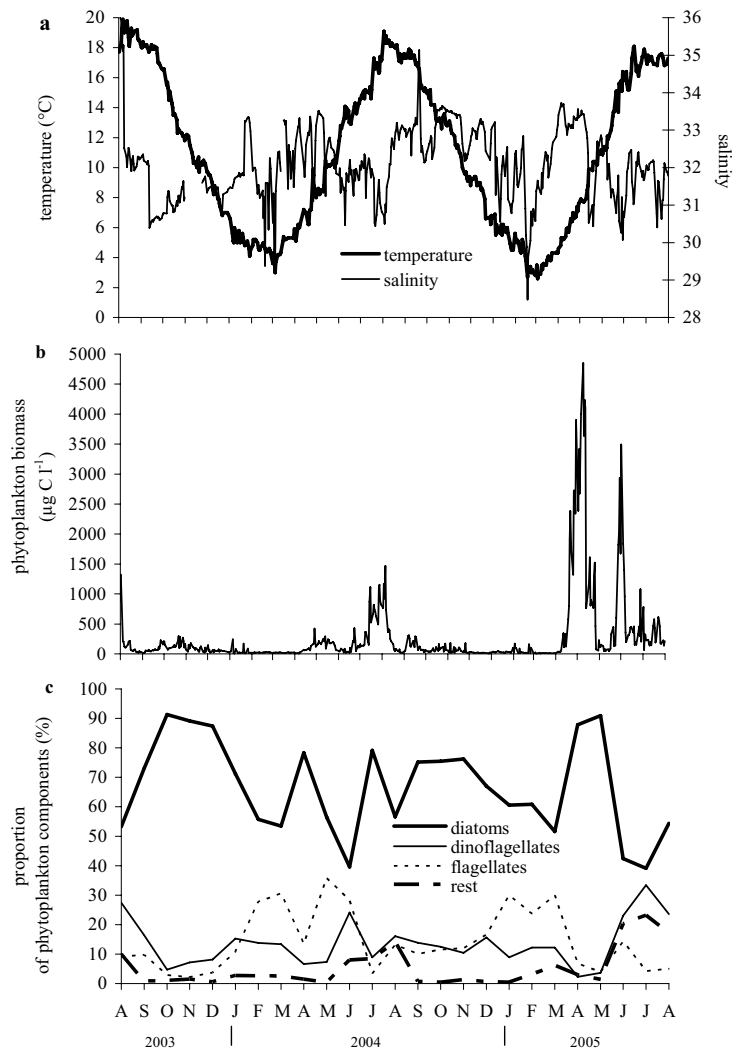 a
20
18
16
14
12
10
8
6
4
2
0
temperature (°C)
36
35
34
33
32
31
30
29
28
salinity
temperature
salinity
b
5000
4500
4000
3500
3000
2500
2000
1500
1000
500
0
phytoplankton biomass
(µg C l⁻¹)
c
100
90
80
70
60
50
40
30
20
10
0
proportion
of phytoplankton components (%)
diatoms
dinoflagellates
flagellates
rest
A S O N D J F M A M J J A S O N D J F M A M J J A
2003 2004 2005